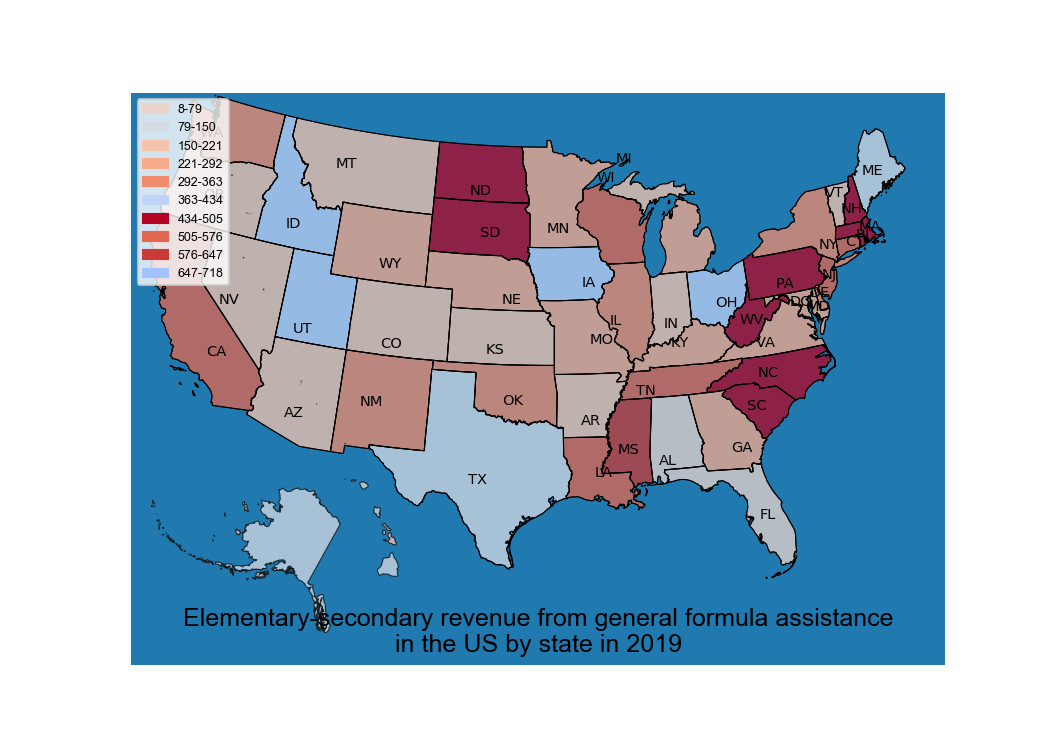 8-79
79-150
150-221
221-292
292-363
363-434
434-505
505-576
576-647
647-718
WA
OR
MT
ID
ND
SD
WY
NV
UT
CA
CO
AZ
NM
NE
KS
OK
TX
MN
IA
MO
AR
LA
WI
MI
IL
IN
OH
KY
TN
MS
AL
GA
FL
SC
NC
VA
WV
PA
NY
VT
NH
ME
MA
RI
CT
NJ
DE
MD
DC
Elementary-secondary revenue from general formula assistance
in the US by state in 2019